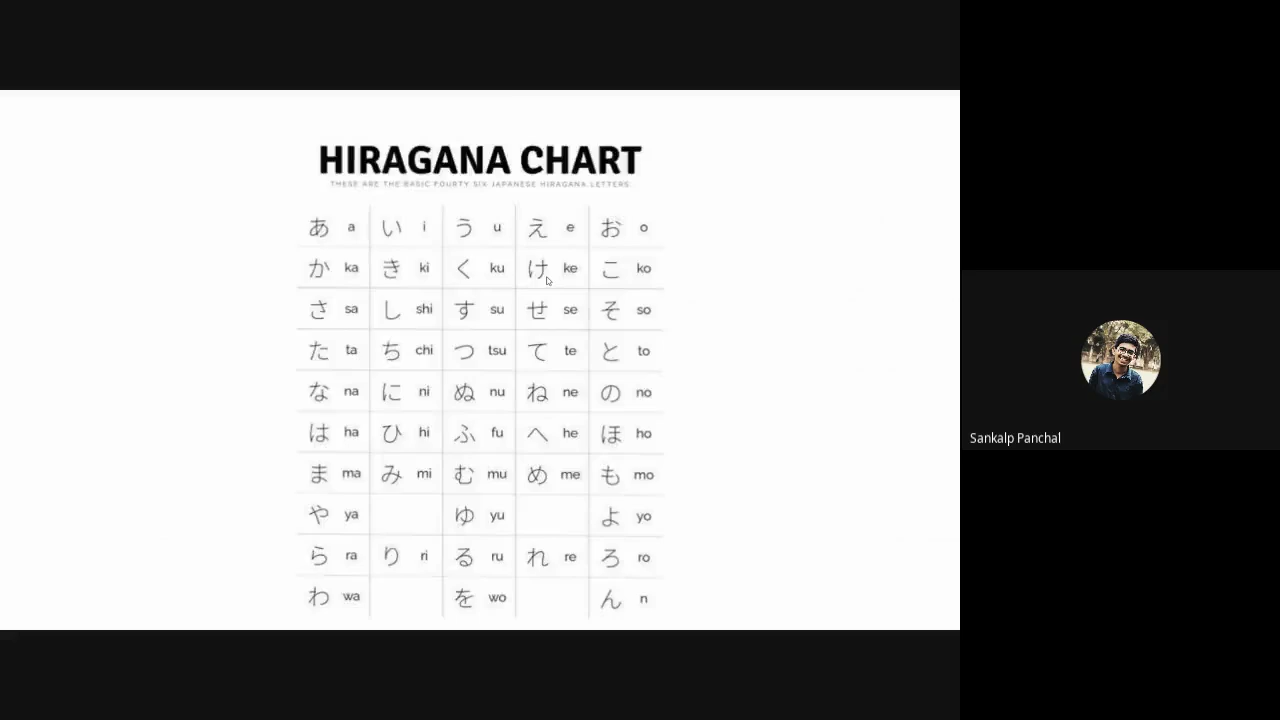 HIRAGANA CHART
THESE ARE THE BASIC FOURTY SIX JAPANESE HIRAGANA LETTERS
あ a い i う u え e お o
か ka き ki く ku け ke こ ko
さ sa し shi す su せ se そ so
た ta ち chi つ tsu て te と to
な na に ni ぬ nu ね ne の no
は ha ひ hi ふ fu へ he ほ ho
ま ma み mi む mu め me も mo
や ya ゆ yu よ yo
ら ra り ri る ru れ re ろ ro
わ wa を wo ん n
Sankalp Panchal